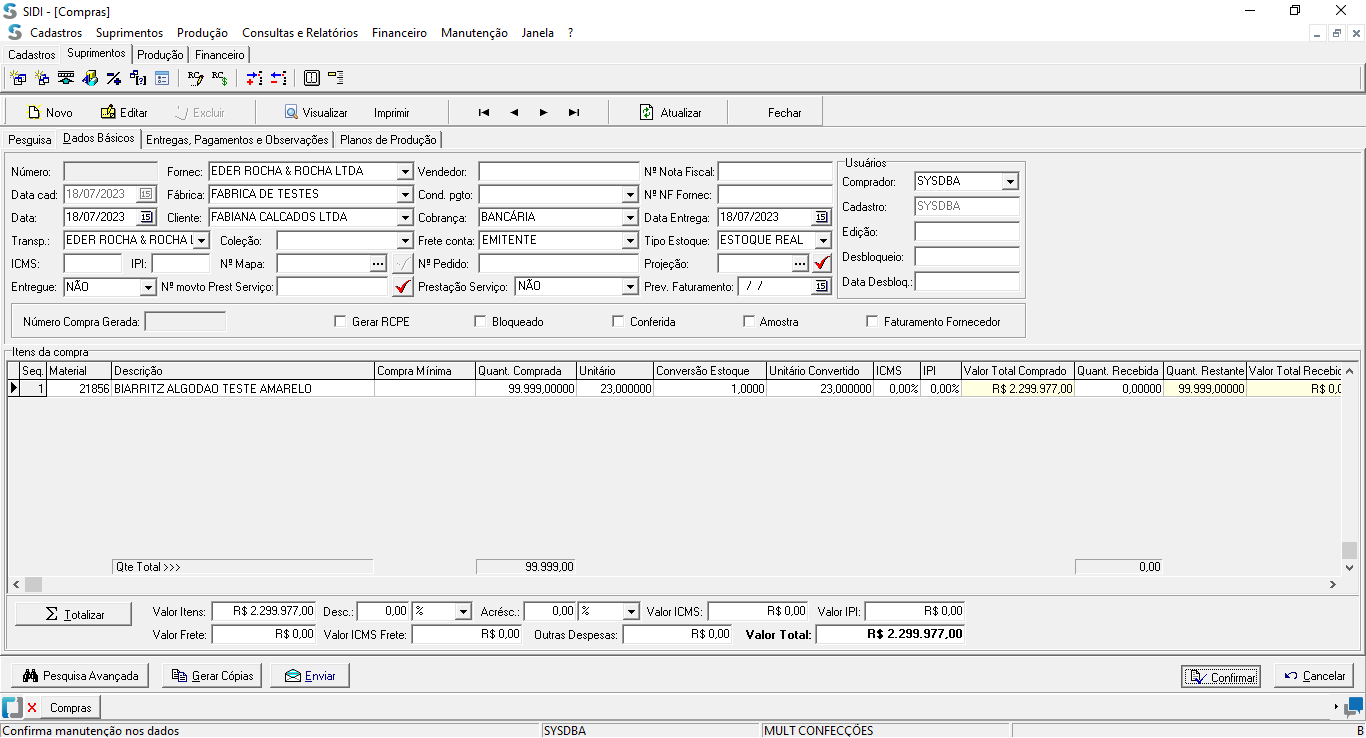 SIDI - [Compras]
Cadastros Suprimentos Produção Consultas e Relatórios Financeiro Manutenção Janela ?
Cadastros Suprimentos Produção Financeiro
Novo Editar Excluir Visualizar Imprimir Atualizar Fechar
Pesquisa Dados Básicos Entregas, Pagamentos e Observações Planos de Produção
Número: Fornec: EDER ROCHA & ROCHA LTDA Vendedor: Nº Nota Fiscal: Usuários
Data cad: 18/07/2023 15 Fábrica: FABRICA DE TESTES Cond. pgto: Nº NF Fornec: Comprador: SYSDBA
Data: 18/07/2023 15 Cliente: FABIANA CALCADOS LTDA Cobrança: BANCÁRIA Data Entrega: 18/07/2023 15 Cadastro: SYSDBA
Transp.: EDER ROCHA & ROCHA L Coleção: Frete conta: EMITENTE Tipo Estoque: ESTOQUE REAL Edição:
ICMS: IPI: Nº Mapa: ... Nº Pedido: Projeção: ... Desbloqueio:
Entregue: NÃO Nº movto Prest Serviço: Prestação Serviço: NÃO Prev. Faturamento: / / 15 Data Desbloq.:
Número Compra Gerada: Gerar RCPE Bloqueado Conferida Amostra Faturamento Fornecedor
Itens da compra
Seq. Material Descrição Compra Mínima Quant. Comprada Unitário Conversão Estoque Unitário Convertido ICMS IPI Valor Total Comprado Quant. Recebida Quant. Restante Valor Total Recebid
1 21856 BIARRITZ ALGODAO TESTE AMARELO 99.999,00000 23,000000 1,0000 23,000000 0,00% 0,00% R$ 2.299.977,00 0,00000 99.999,00000 R$ 0,0
Qte Total >>> 99.999,00 0,00
Totalizar Valor Itens: R$ 2.299.977,00 Desc.: 0,00 % Acrésc.: 0,00 % Valor ICMS: R$ 0,00 Valor IPI: R$ 0,00
Valor Frete: R$ 0,00 Valor ICMS Frete: R$ 0,00 Outras Despesas: R$ 0,00 Valor Total: R$ 2.299.977,00
Pesquisa Avançada Gerar Cópias Enviar Confirmar Cancelar
Compras
Confirma manutenção nos dados SYSDBA MULT CONFECÇÕES B